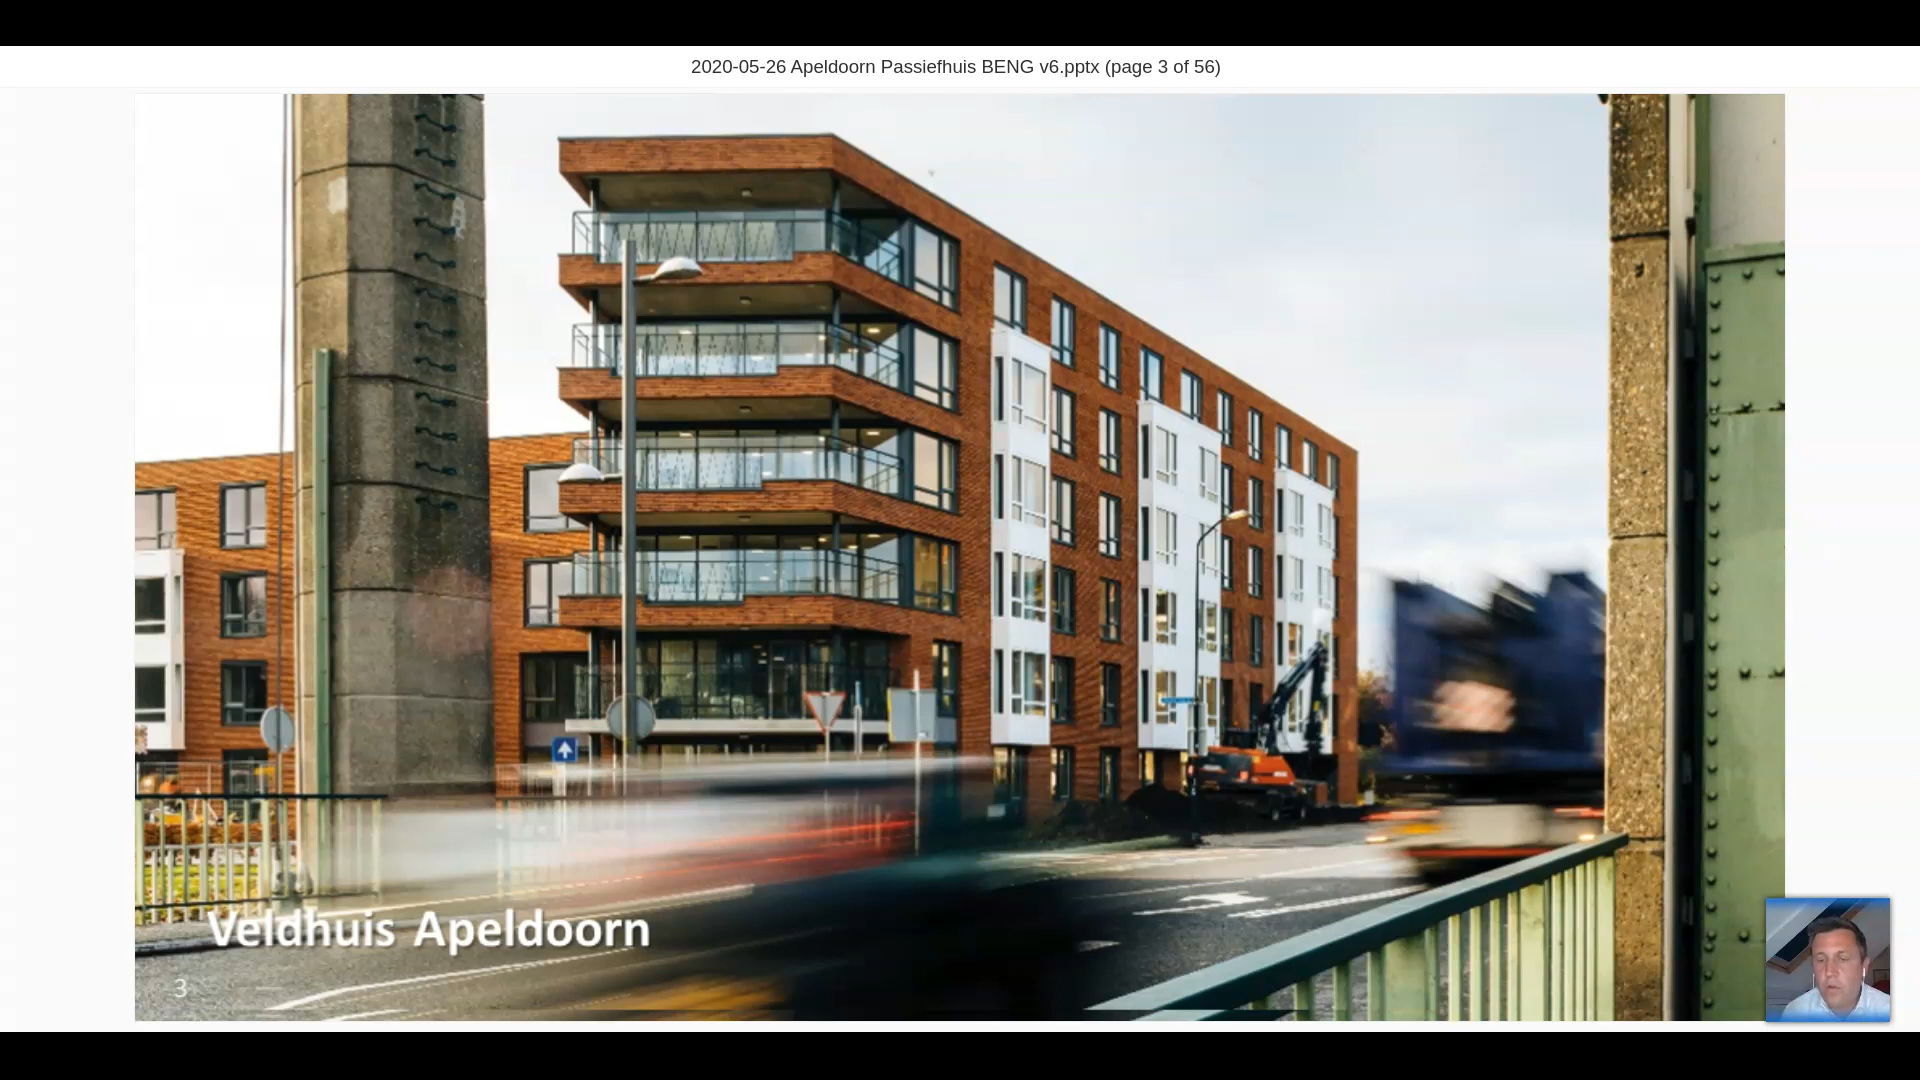 2020-05-26 Apeldoorn Passiefhuis BENG v6.pptx (page 3 of 56)
Veldhuis Apeldoorn
3